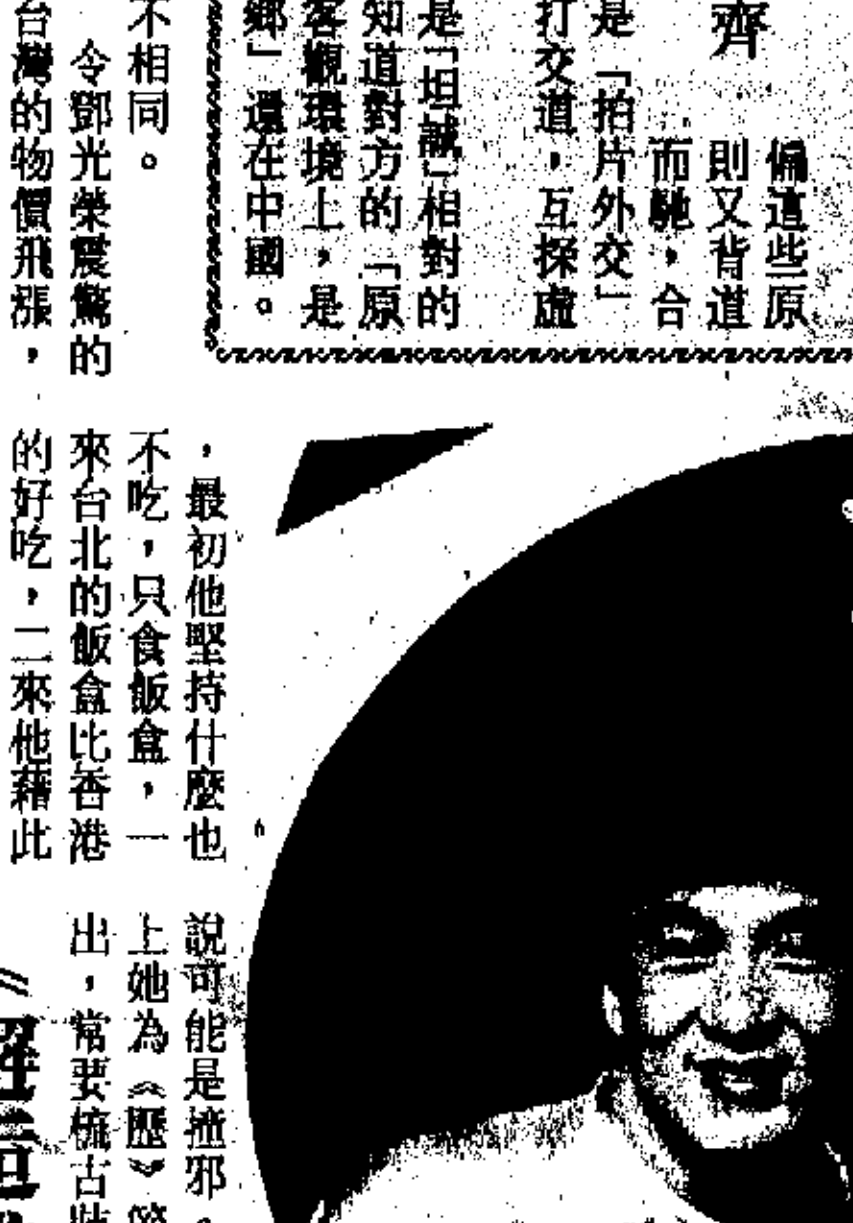 齊
偏這些原
則又背道
而馳，合
是「拍片外交」
打交道，互探虛
是「坦誠」相對的
知道對方的「原
客觀環境上，是
鄉」還在中國。
不相同。
令鄧光榮震驚的
台灣的物價飛漲，
，最初他堅持什麼也
不吃，只食飯盒，一
來台北的飯盒比香港
的好吃，二來他藉此
說可能是撞邪。
上她為《歷》
出，常要梳古裝
《